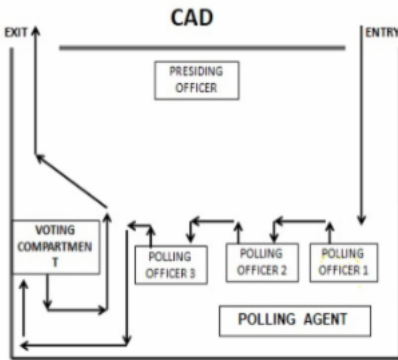 CAD
EXIT
ENTRY
PRESIDING
OFFICER
VOTING
COMPARTMEN
T
POLLING
OFFICER 3
POLLING
OFFICER 2
POLLING
OFFICER 1
POLLING AGENT